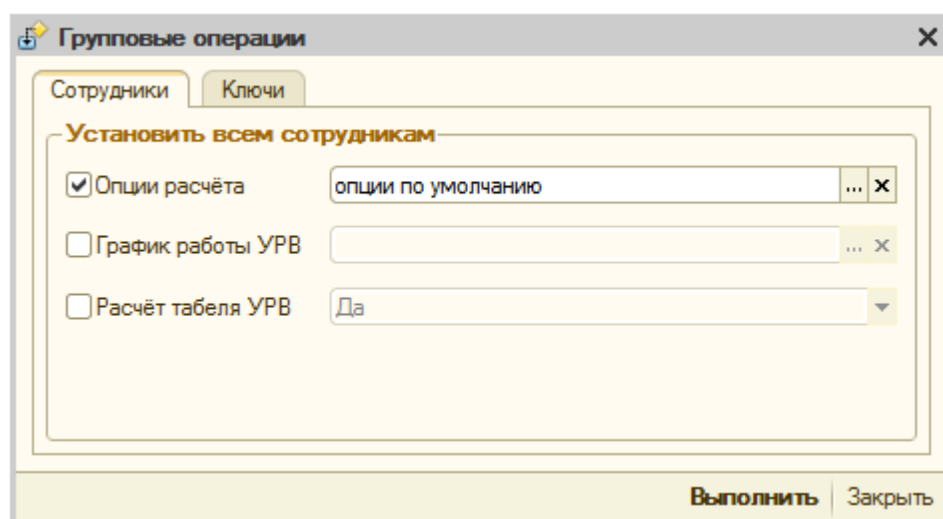 Групповые операции
Сотрудники Ключи
Установить всем сотрудникам
Опции расчёта опции по умолчанию ... x
График работы УРВ ... x
Расчёт табеля УРВ Да
Выполнить Закрыть